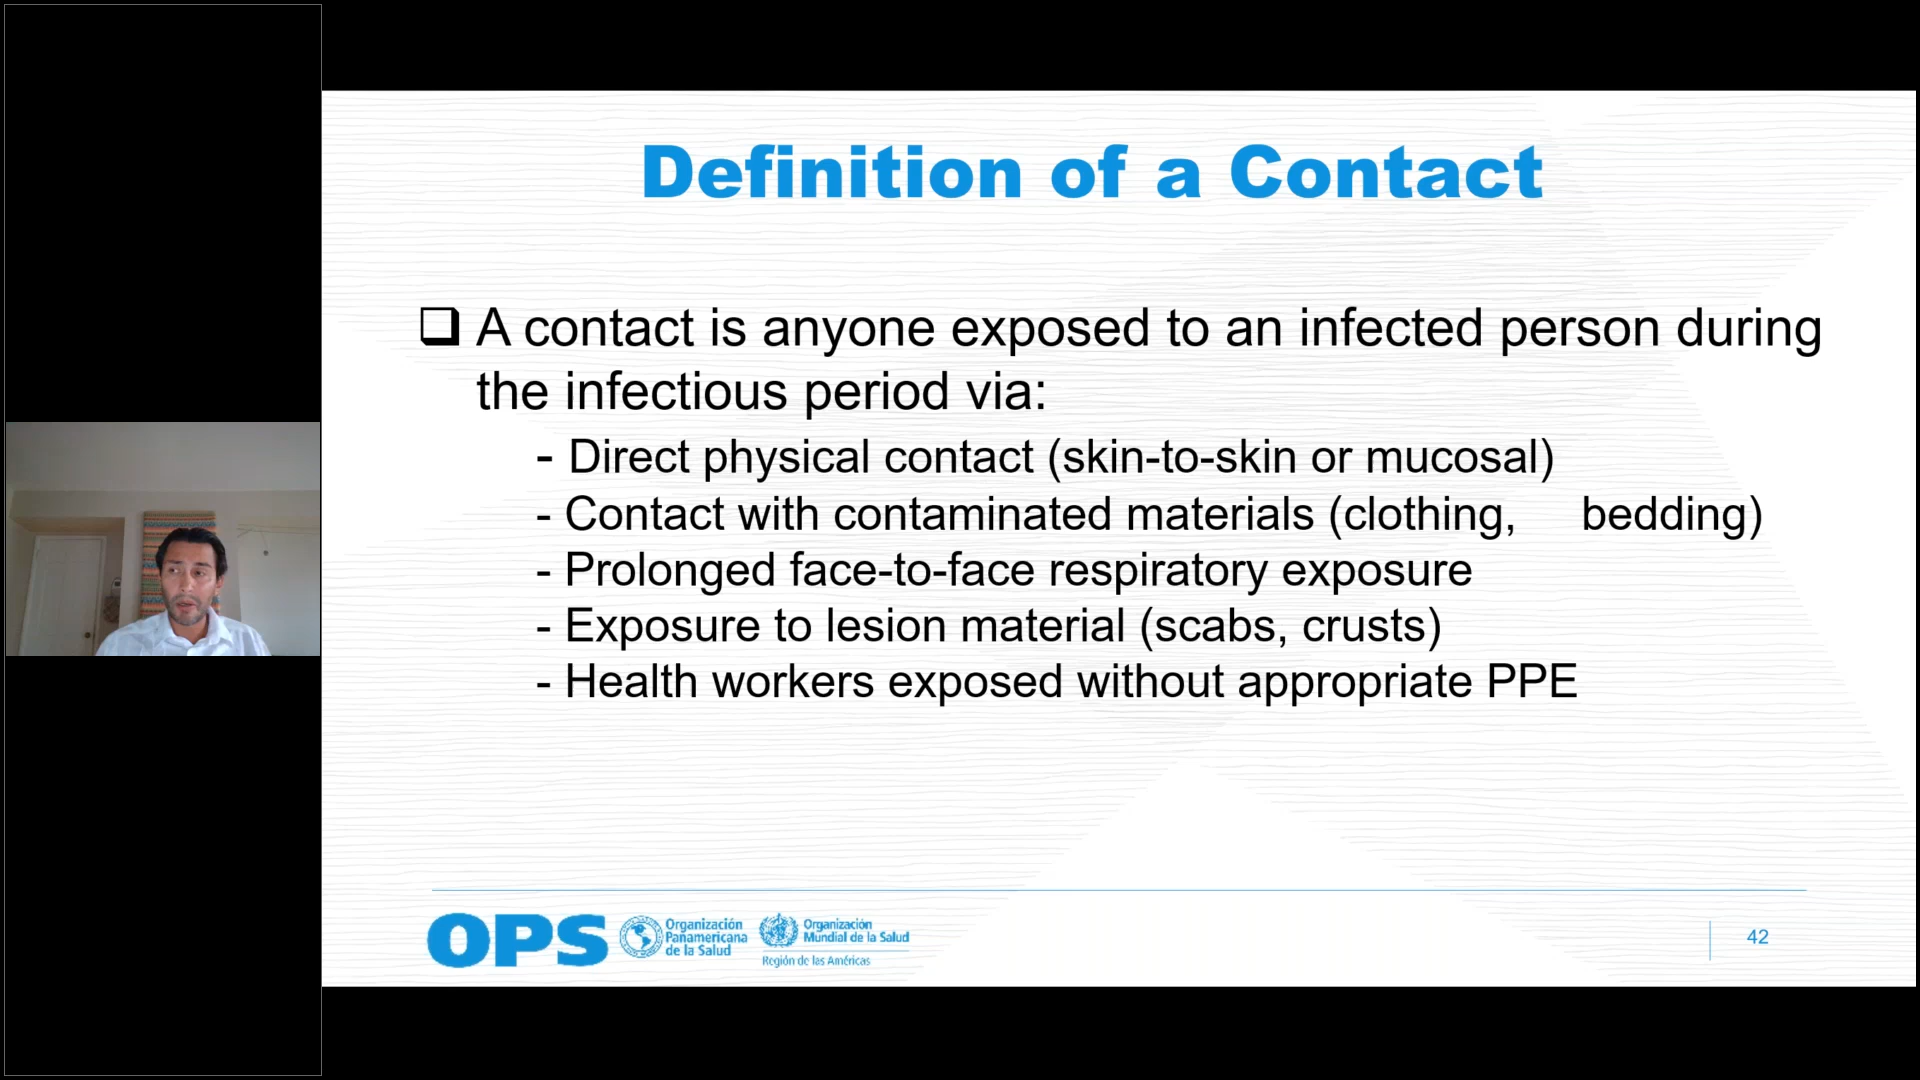 Definition of a Contact
❑ A contact is anyone exposed to an infected person during
the infectious period via:
- Direct physical contact (skin-to-skin or mucosal)
- Contact with contaminated materials (clothing, bedding)
- Prolonged face-to-face respiratory exposure
- Exposure to lesion material (scabs, crusts)
- Health workers exposed without appropriate PPE
OPS
Organización
Panamericana
de la Salud
Organización
Mundial de la Salud
Región de las Américas
42